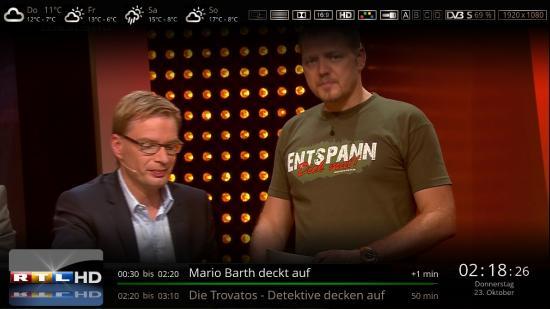 Do 11°C
12°C - 7°C
Fr
13°C - 6°C
Sa
15°C - 8°C
So
17°C - 8°C
16:9
HD
A B C D
DVB S 69 %
1920 x 1080
ENTSPANN
Dich mal!
RTL HD
00:30 bis 02:20 Mario Barth deckt auf +1 min
02:20 bis 03:10 Die Trovatos - Detektive decken auf 50 min
02:18:26
Donnerstag
23. Oktober